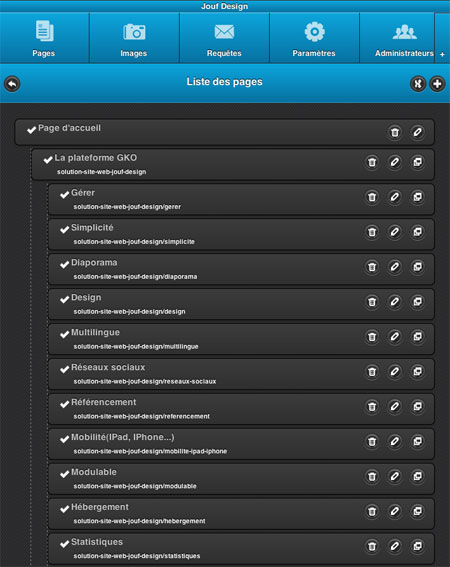 Jouf Design
Pages
Images
Requêtes
Paramètres
Administrateurs
+
Liste des pages
Page d'accueil
La plateforme GKO
solution-site-web-jouf-design
Gérer
solution-site-web-jouf-design/gerer
Simplicité
solution-site-web-jouf-design/simplicite
Diaporama
solution-site-web-jouf-design/diaporama
Design
solution-site-web-jouf-design/design
Multilingue
solution-site-web-jouf-design/multilingue
Réseaux sociaux
solution-site-web-jouf-design/reseaux-sociaux
Référencement
solution-site-web-jouf-design/referencement
Mobilité(IPad, IPhone...)
solution-site-web-jouf-design/mobilite-ipad-iphone
Modulable
solution-site-web-jouf-design/modulable
Hébergement
solution-site-web-jouf-design/hebergement
Statistiques
solution-site-web-jouf-design/statistiques